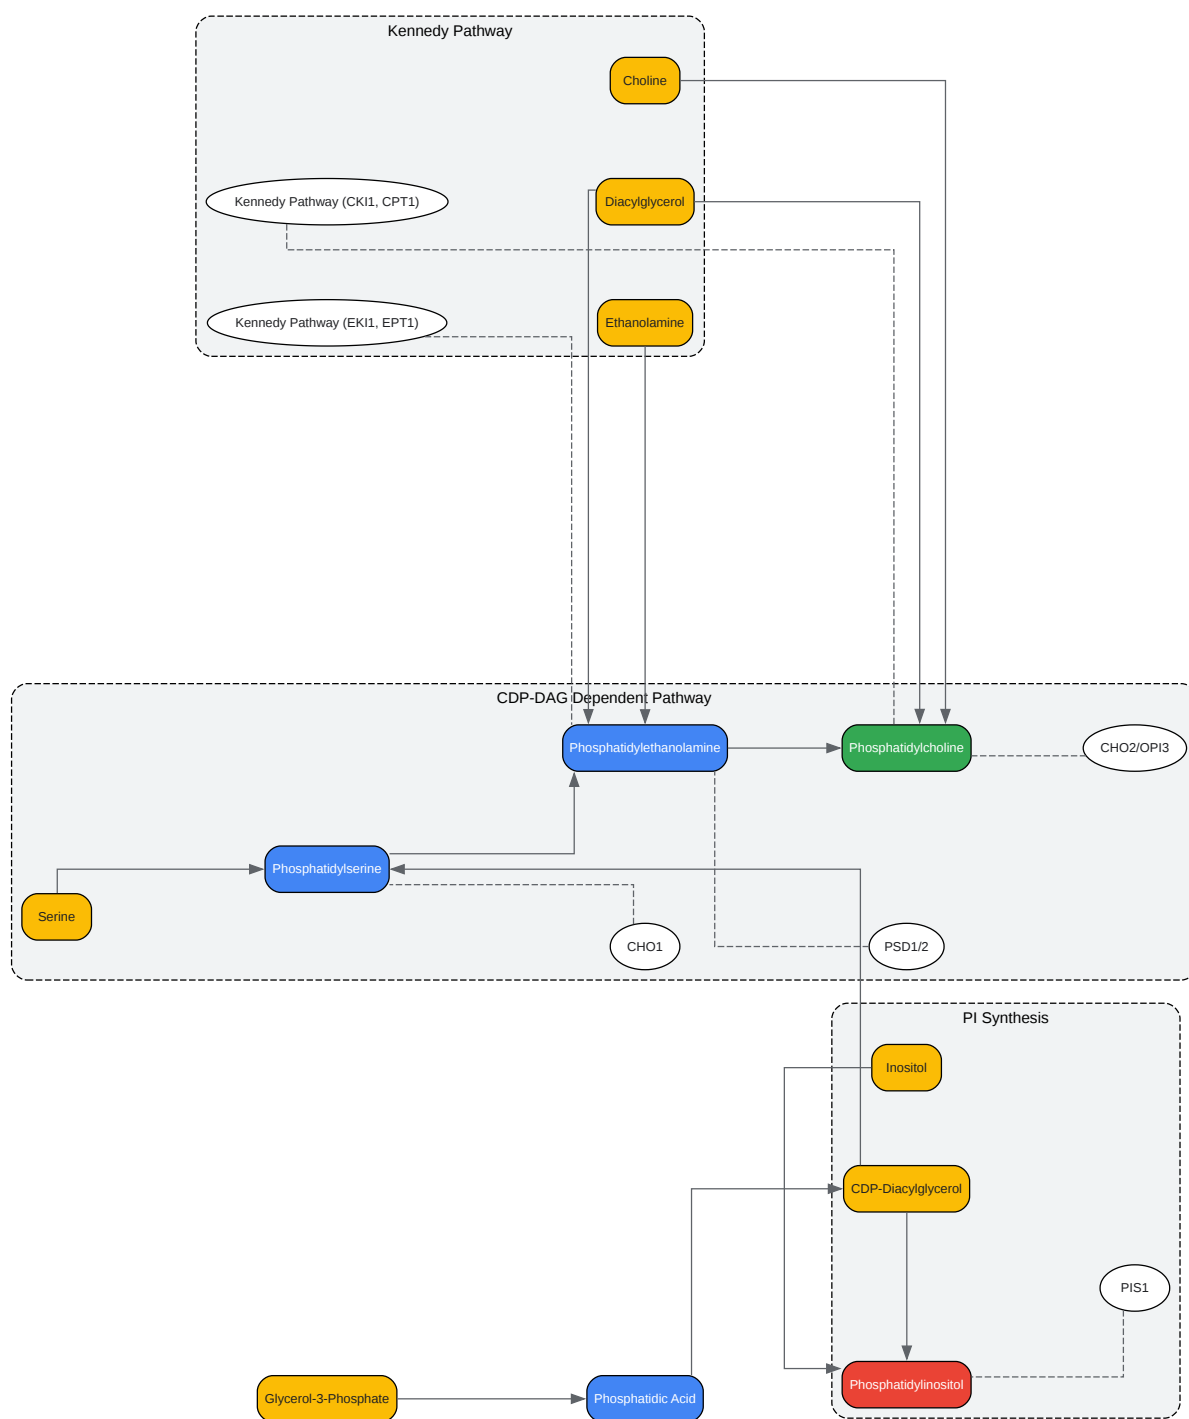 Kennedy Pathway
Choline
Kennedy Pathway (CKI1, CPT1)
Diacylglycerol
Kennedy Pathway (EKI1, EPT1)
Ethanolamine
CDP-DAG Dependent Pathway
Phosphatidylethanolamine
Phosphatidylcholine
CHO2/OPI3
Phosphatidylserine
Serine
CHO1
PSD1/2
PI Synthesis
Inositol
CDP-Diacylglycerol
PIS1
Phosphatidylinositol
Glycerol-3-Phosphate
Phosphatidic Acid